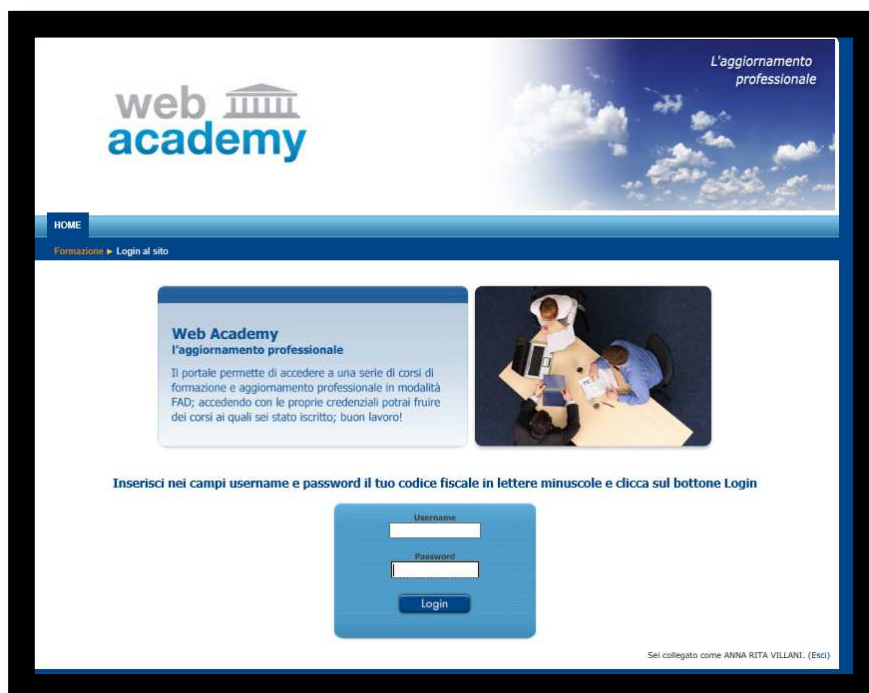 web
academy
L'aggiornamento
professionale
HOME
Formazione ► Login al sito
Web Academy
l'aggiornamento professionale
Il portale permette di accedere a una serie di corsi di
formazione e aggiornamento professionale in modalità
FAD; accedendo con le proprie credenziali potrai fruire
dei corsi ai quali sei stato iscritto; buon lavoro!
Inserisci nei campi username e password il tuo codice fiscale in lettere minuscole e clicca sul bottone Login
Username
Password
Login
Sei collegato come ANNA RITA VILLANI. (Esci)